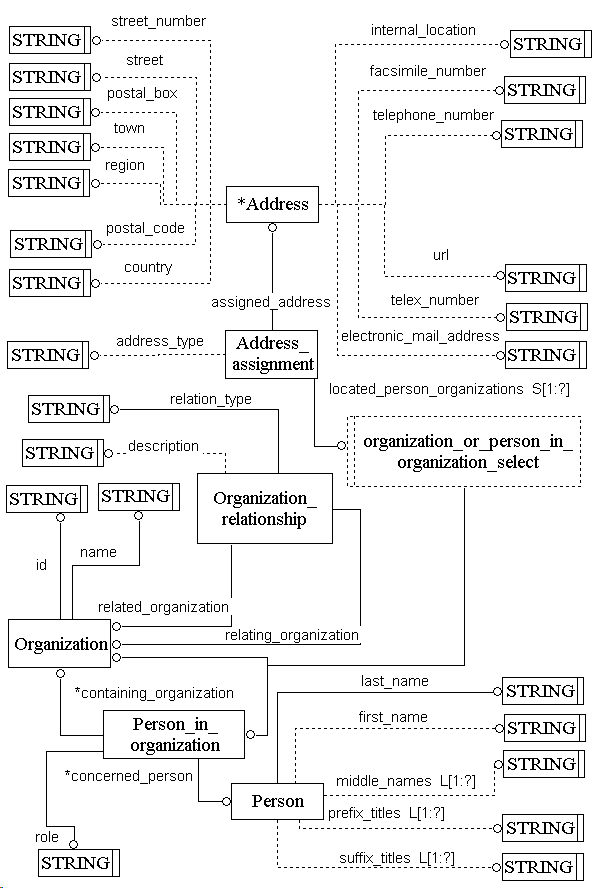 street_number
STRING
street
STRING
postal_box
STRING
town
STRING
region
STRING
postal_code
STRING
country
STRING
internal_location
STRING
facsimile_number
STRING
telephone_number
STRING
*Address
url
STRING
telex_number
STRING
electronic_mail_address
STRING
assigned_address
address_type
STRING
Address_
assignment
located_person_organizations S[1:?]
relation_type
STRING
description
STRING
organization_or_person_in_
organization_select
Organization_
relationship
STRING
STRING
id
name
related_organization
relating_organization
Organization
*containing_organization
Person_in_
organization
*concerned_person
role
STRING
Person
last_name
STRING
first_name
STRING
middle_names L[1:?]
STRING
prefix_titles L[1:?]
STRING
suffix_titles L[1:?]
STRING